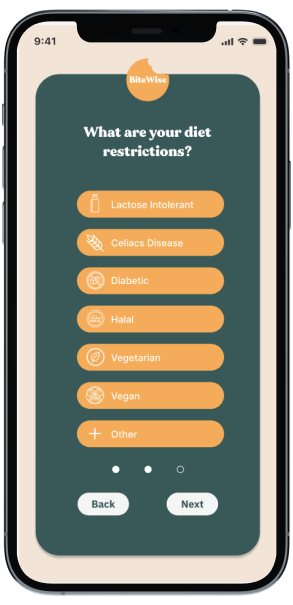 9:41
BiteWise
What are your diet
restrictions?
Lactose Intolerant
Celiacs Disease
Diabetic
Halal
Vegetarian
Vegan
Other
Back
Next